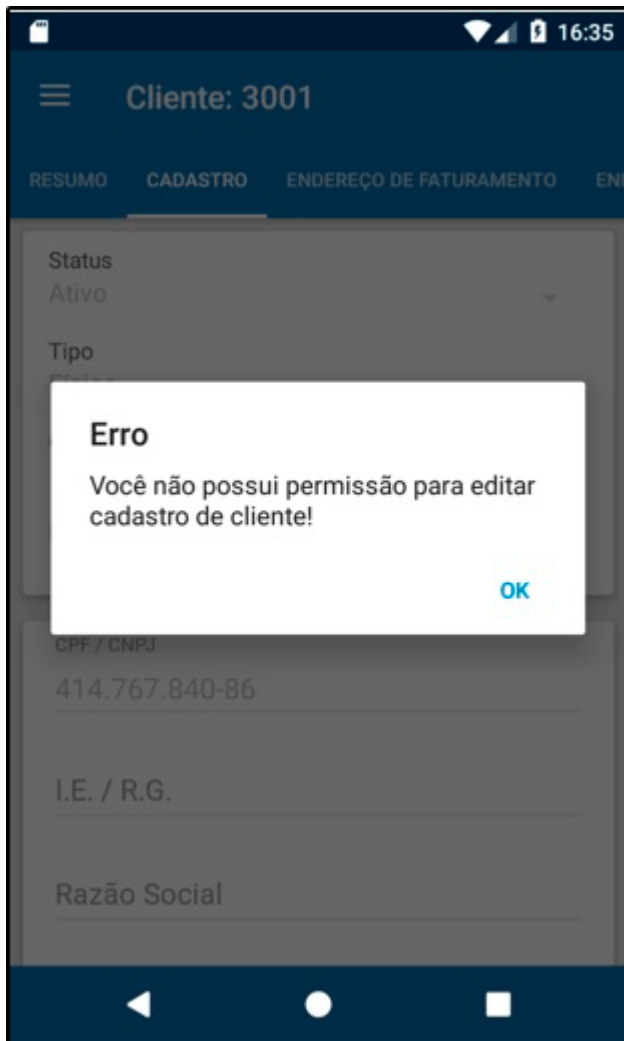 16:35
Cliente: 3001
RESUMO CADASTRO ENDEREÇO DE FATURAMENTO
Status
Ativo
Tipo
Erro
Você não possui permissão para editar
cadastro de cliente!
OK
CPF / CNPJ
414.767.840-86
I.E. / R.G.
Razão Social